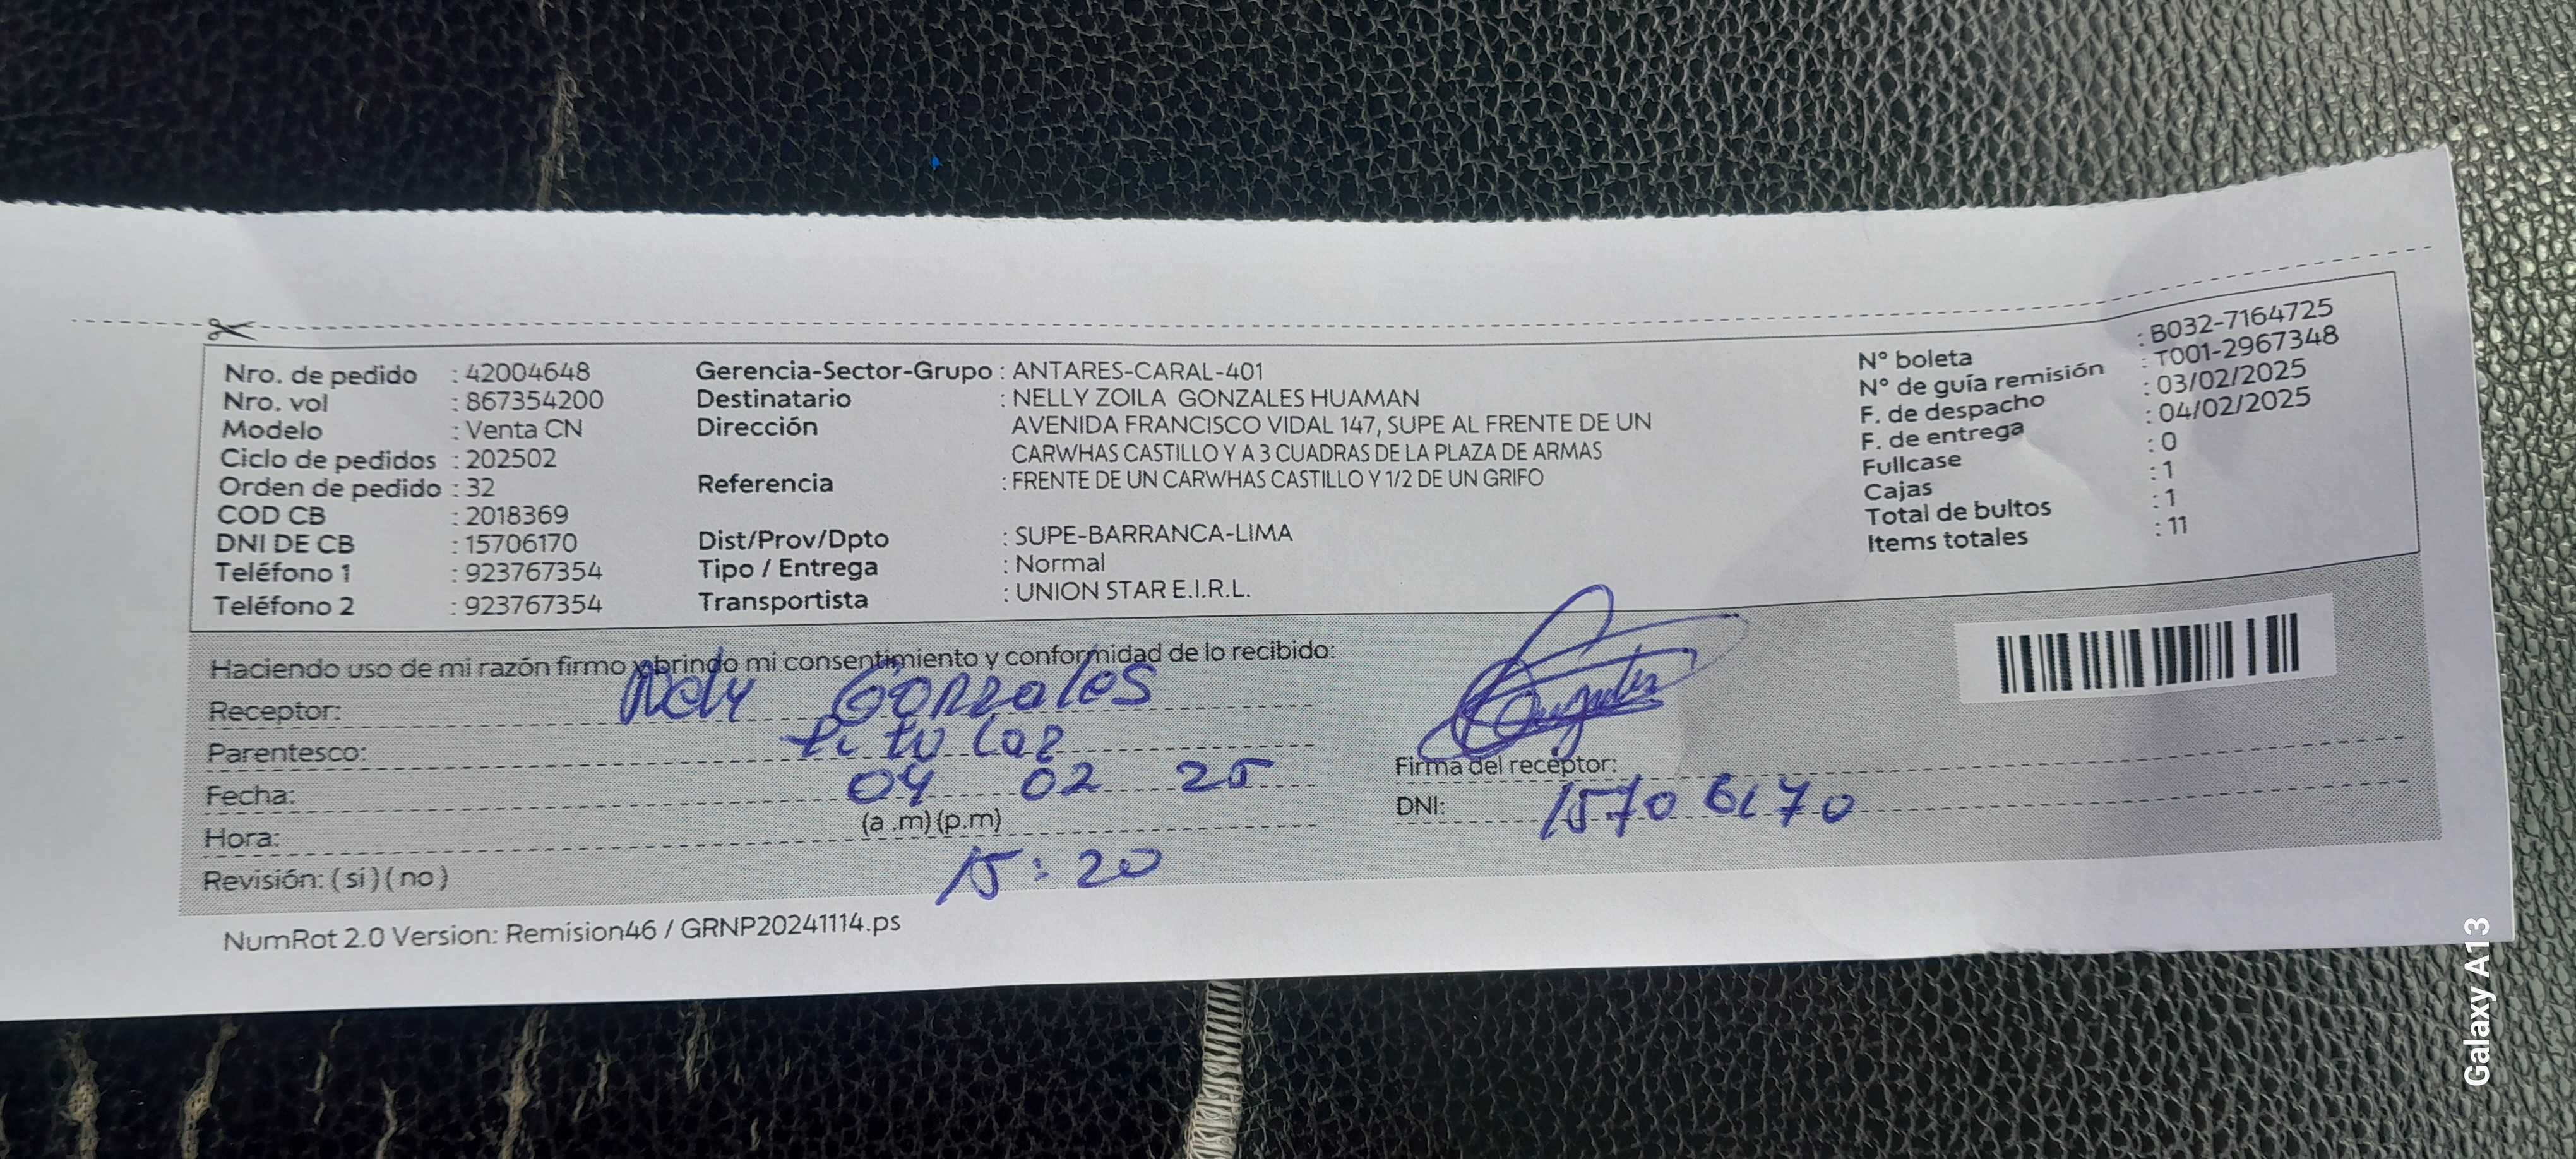 Nro. de pedido : 42004648
Nro. vol : 867354200
Modelo : Venta CN
Ciclo de pedidos : 202502
Orden de pedido : 32
COD CB : 2018369
DNI DE CB : 15706170
Teléfono 1 : 923767354
Teléfono 2 : 923767354
Gerencia-Sector-Grupo : ANTARES-CARAL-401
Destinatario : NELLY ZOILA GONZALES HUAMAN
Dirección AVENIDA FRANCISCO VIDAL 147, SUPE AL FRENTE DE UN
CARWHAS CASTILLO Y A 3 CUADRAS DE LA PLAZA DE ARMAS
Referencia : FRENTE DE UN CARWHAS CASTILLO Y 1/2 DE UN GRIFO
Dist/Prov/Dpto : SUPE-BARRANCA-LIMA
Tipo / Entrega : Normal
Transportista : UNION STAR E.I.R.L.
N° boleta : B032-7164725
N° de guía remisión : T001-2967348
F. de despacho : 03/02/2025
F. de entrega : 04/02/2025
Fullcase : 0
Cajas : 1
Total de bultos : 1
Items totales : 11
Haciendo uso de mi razón firmo y brindo mi consentimiento y conformidad de lo recibido:
Receptor: Nely Gonzales
Parentesco: titular
Fecha: 04 02 25
Hora: (a .m) (p.m)
15:20
Revisión: ( si ) ( no )
Firma del receptor:
DNI: 15706170
NumRot 2.0 Version: Remision46 / GRNP20241114.ps
Galaxy A13